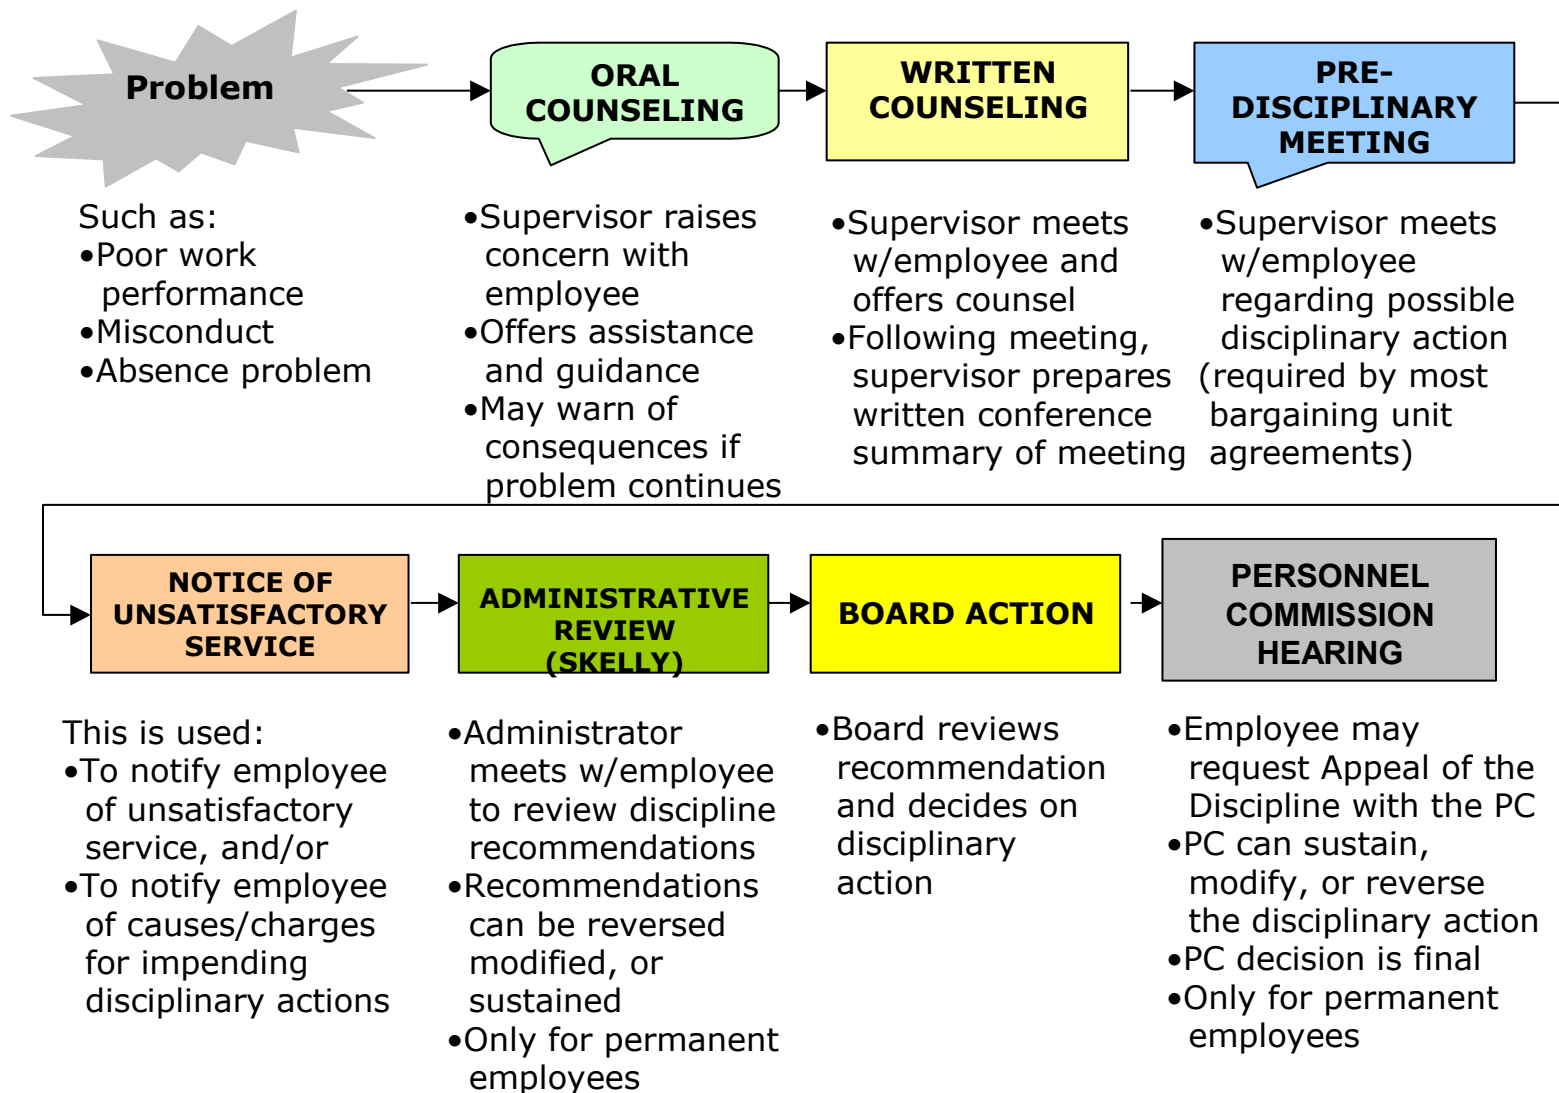 Problem
ORAL
COUNSELING
WRITTEN
COUNSELING
PRE-
DISCIPLINARY
MEETING
Such as:
•Poor work
performance
•Misconduct
•Absence problem
•Supervisor raises
concern with
employee
•Offers assistance
and guidance
•May warn of
consequences if
problem continues
•Supervisor meets
w/employee and
offers counsel
•Following meeting,
supervisor prepares
written conference
summary of meeting
•Supervisor meets
w/employee
regarding possible
disciplinary action
(required by most
bargaining unit
agreements)
NOTICE OF
UNSATISFACTORY
SERVICE
ADMINISTRATIVE
REVIEW
(SKELLY)
BOARD ACTION
PERSONNEL
COMMISSION
HEARING
This is used:
•To notify employee
of unsatisfactory
service, and/or
•To notify employee
of causes/charges
for impending
disciplinary actions
•Administrator
meets w/employee
to review discipline
recommendations
•Recommendations
can be reversed
modified, or
sustained
•Only for permanent
employees
•Board reviews
recommendation
and decides on
disciplinary
action
•Employee may
request Appeal of the
Discipline with the PC
•PC can sustain,
modify, or reverse
the disciplinary action
•PC decision is final
•Only for permanent
employees